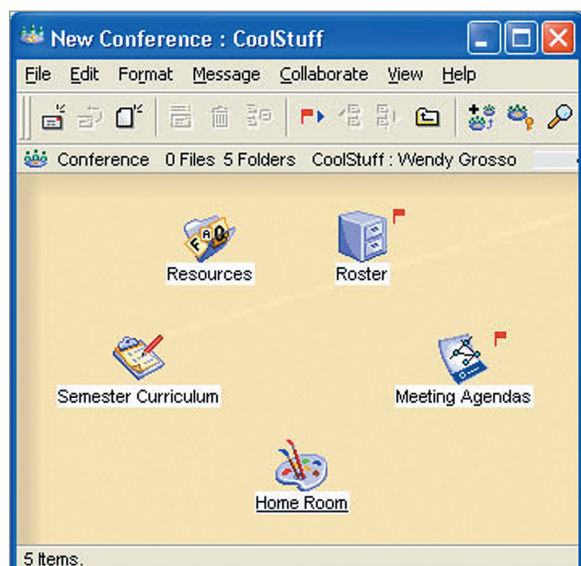 New Conference : CoolStuff
File Edit Format Message Collaborate View Help
Conference 0 Files 5 Folders CoolStuff : Wendy Grosso
FAQ
Resources
Roster
Semester Curriculum
Meeting Agendas
Home Room
5 Items.